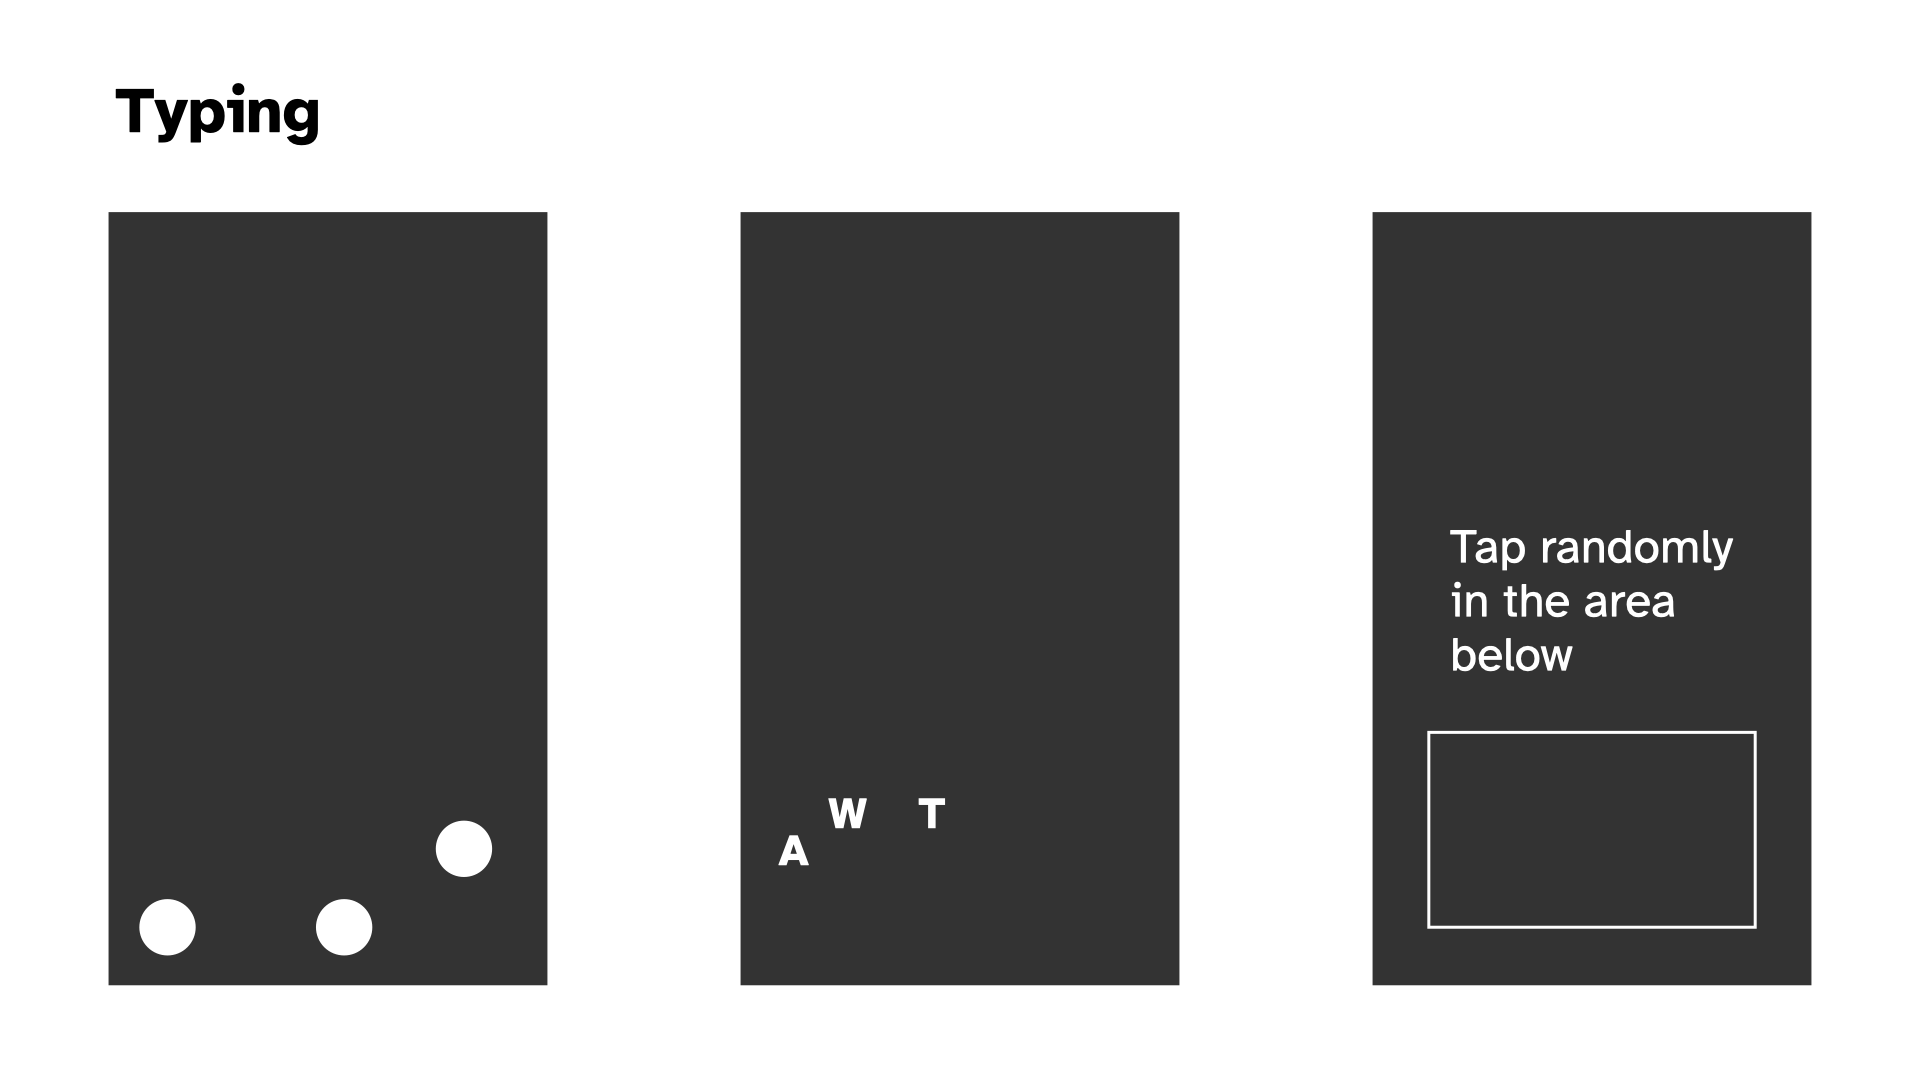 Typing
W T
A
Tap randomly
in the area
below